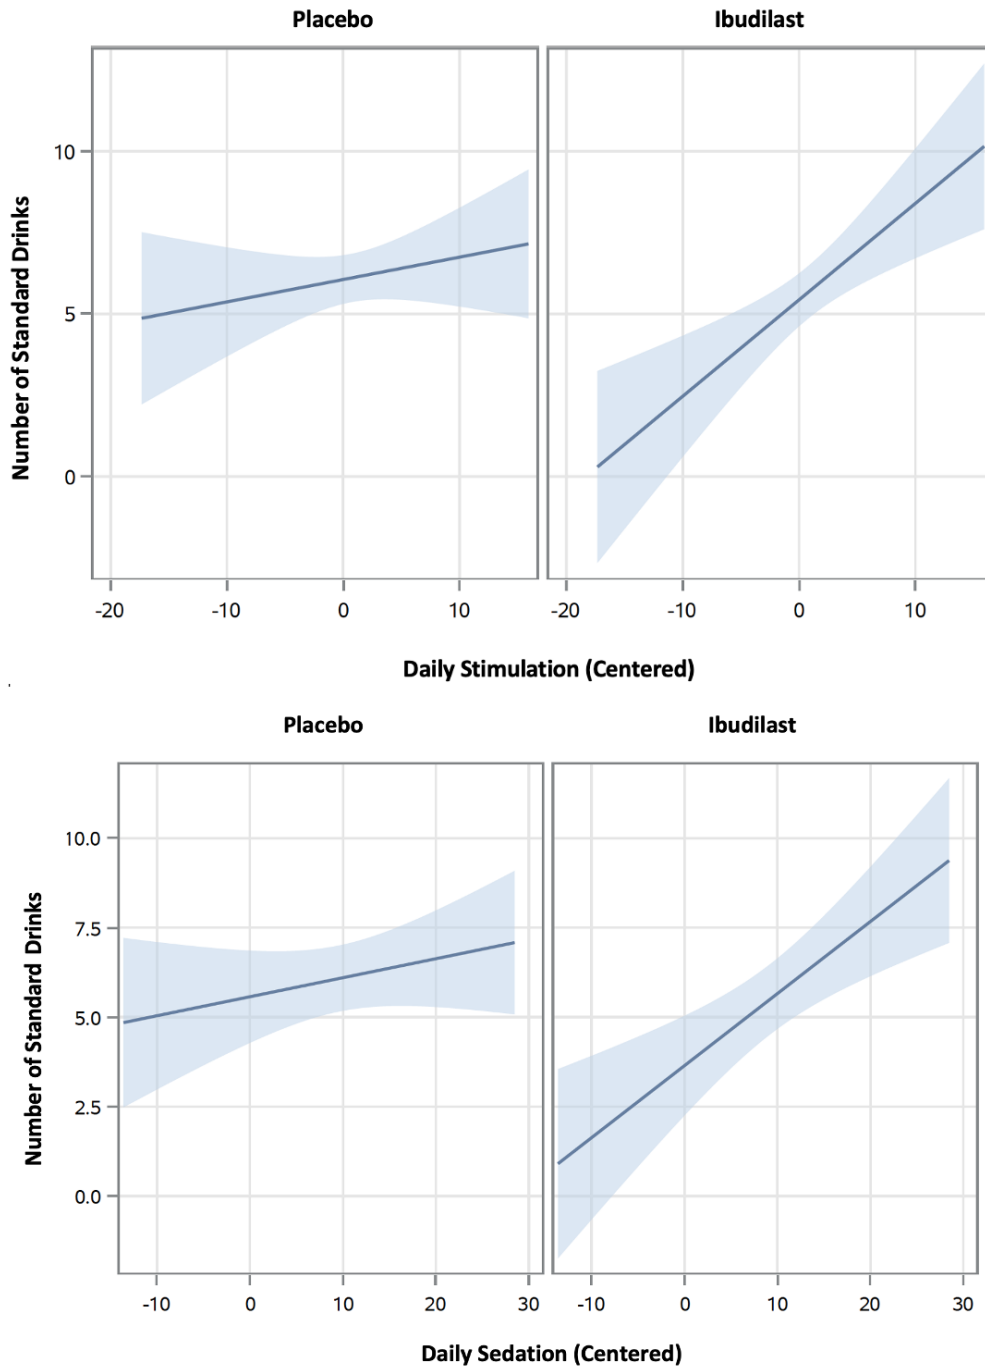 Placebo Ibudilast
Number of Standard Drinks
10
5
0
-20 -10 0 10 -20 -10 0 10
Daily Stimulation (Centered)
Placebo Ibudilast
Number of Standard Drinks
10.0
7.5
5.0
2.5
0.0
-10 0 10 20 30 -10 0 10 20 30
Daily Sedation (Centered)